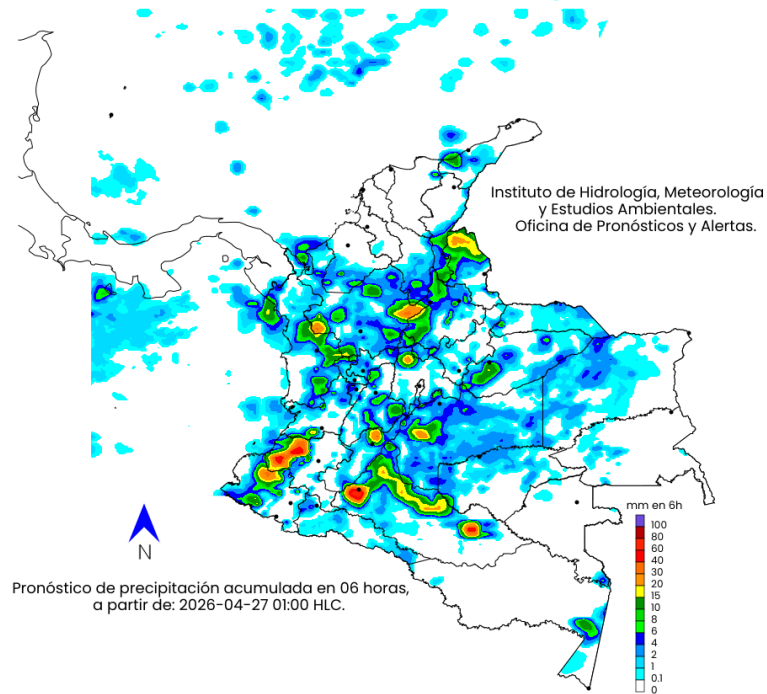 Instituto de Hidrología, Meteorología
y Estudios Ambientales.
Oficina de Pronósticos y Alertas.
N
Pronóstico de precipitación acumulada en 06 horas,
a partir de: 2026-04-27 01:00 HLC.
mm en 6h
100
80
60
40
30
20
15
10
8
6
4
2
1
0.1
0